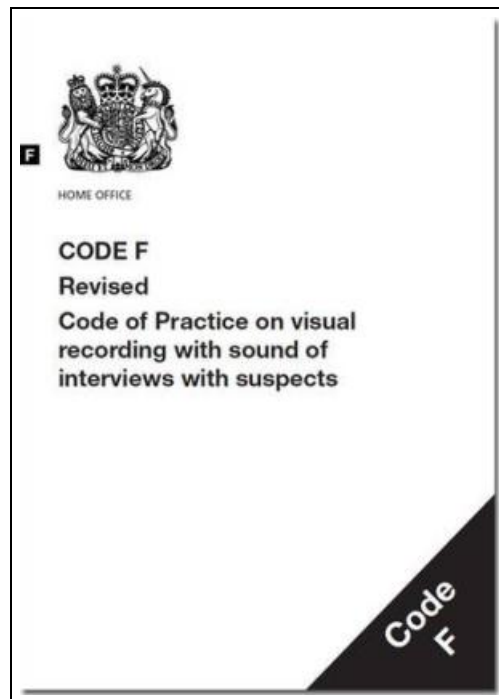 F
HOME OFFICE
CODE F
Revised
Code of Practice on visual
recording with sound of
interviews with suspects
Code
F